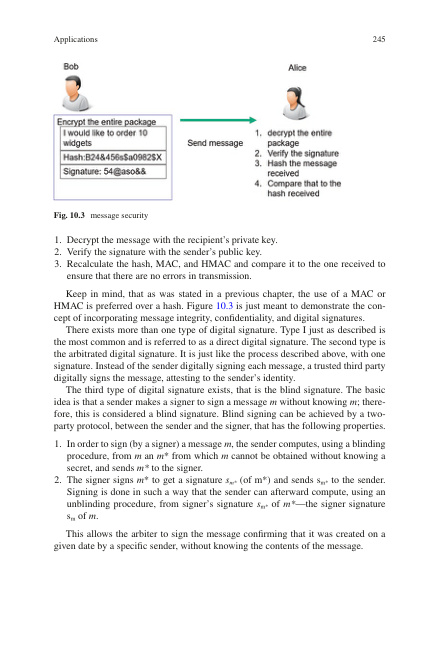 Applications
245
Bob
Alice
Encrypt the entire package
I would like to order 10
widgets
Hash:B24&456s$a0982$X
Signature: 54@aso&&
Send message
1. decrypt the entire
package
2. Verify the signature
3. Hash the message
received
4. Compare that to the
hash received
Fig. 10.3 message security
1. Decrypt the message with the recipient's private key.
2. Verify the signature with the sender's public key.
3. Recalculate the hash, MAC, and HMAC and compare it to the one received to
ensure that there are no errors in transmission.
Keep in mind, that as was stated in a previous chapter, the use of a MAC or
HMAC is preferred over a hash. Figure 10.3 is just meant to demonstrate the con-
cept of incorporating message integrity, confidentiality, and digital signatures.
There exists more than one type of digital signature. Type I just as described is
the most common and is referred to as a direct digital signature. The second type is
the arbitrated digital signature. It is just like the process described above, with one
signature. Instead of the sender digitally signing each message, a trusted third party
digitally signs the message, attesting to the sender's identity.
The third type of digital signature exists, that is the blind signature. The basic
idea is that a sender makes a signer to sign a message m without knowing m; there-
fore, this is considered a blind signature. Blind signing can be achieved by a two-
party protocol, between the sender and the signer, that has the following properties.
1. In order to sign (by a signer) a message m, the sender computes, using a blinding
procedure, from m an m* from which m cannot be obtained without knowing a
secret, and sends m* to the signer.
2. The signer signs m* to get a signature sm* (of m*) and sends sm* to the sender.
Signing is done in such a way that the sender can afterward compute, using an
unblinding procedure, from signer's signature sm* of m*—the signer signature
sm of m.
This allows the arbiter to sign the message confirming that it was created on a
given date by a specific sender, without knowing the contents of the message.